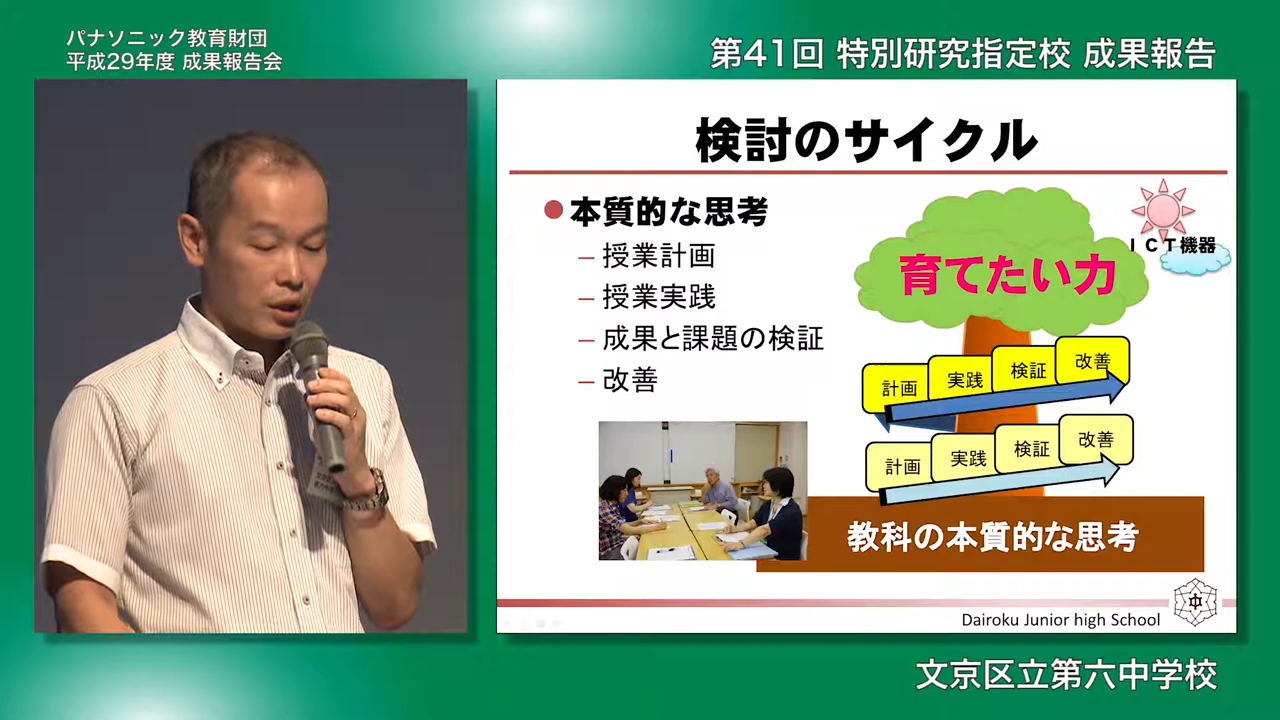 パナソニック教育財団
平成29年度 成果報告会
第41回 特別研究指定校 成果報告
検討のサイクル
本質的な思考
授業計画
授業実践
成果と課題の検証
改善
ICT機器
育てたい力
計画
実践
検証
改善
計画
実践
検証
改善
教科の本質的な思考
中
Dairoku Junior high School
文京区立第六中学校